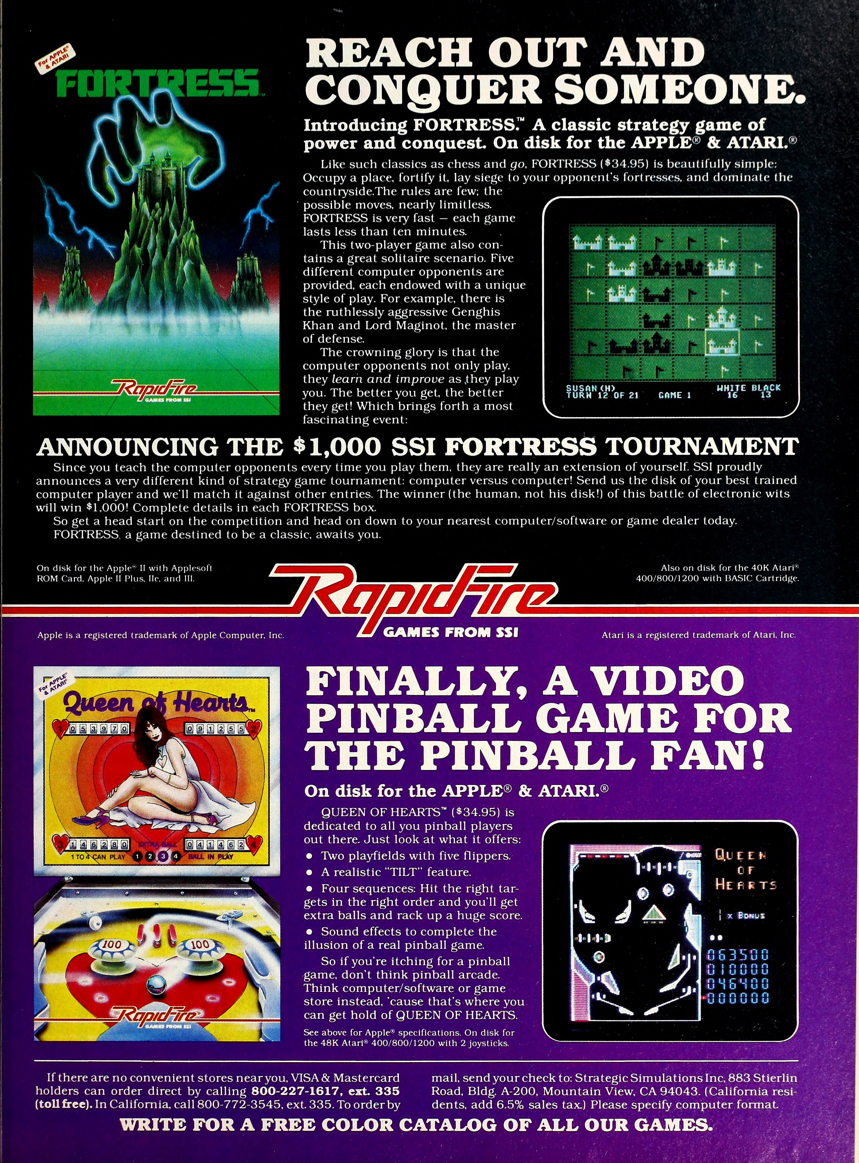 For APPLE®
& ATARI®
FORTRESS™
RapidFire
GAMES FROM SSI
REACH OUT AND
CONQUER SOMEONE.
Introducing FORTRESS.™ A classic strategy game of
power and conquest. On disk for the APPLE® & ATARI.®
Like such classics as chess and go, FORTRESS ($34.95) is beautifully simple:
Occupy a place, fortify it, lay siege to your opponent's fortresses, and dominate the
countryside.The rules are few; the
possible moves, nearly limitless.
FORTRESS is very fast — each game
lasts less than ten minutes.
This two-player game also con-
tains a great solitaire scenario. Five
different computer opponents are
provided, each endowed with a unique
style of play. For example, there is
the ruthlessly aggressive Genghis
Khan and Lord Maginot, the master
of defense.
The crowning glory is that the
computer opponents not only play,
they learn and improve as they play
you. The better you get, the better
they get! Which brings forth a most
fascinating event:
SUSAN (H)
TURN 12 OF 21 GAME 1
WHITE BLACK
16 13
ANNOUNCING THE $1,000 SSI FORTRESS TOURNAMENT
Since you teach the computer opponents every time you play them, they are really an extension of yourself. SSI proudly
announces a very different kind of strategy game tournament: computer versus computer! Send us the disk of your best trained
computer player and we'll match it against other entries. The winner (the human, not his disk!) of this battle of electronic wits
will win $1,000! Complete details in each FORTRESS box.
So get a head start on the competition and head on down to your nearest computer/software or game dealer today.
FORTRESS, a game destined to be a classic, awaits you.
On disk for the Apple® II with Applesoft
ROM Card, Apple II Plus, IIe, and III.
Also on disk for the 40K Atari®
400/800/1200 with BASIC Cartridge.
RapidFire
GAMES FROM SSI
Apple is a registered trademark of Apple Computer, Inc.
Atari is a registered trademark of Atari, Inc.
For APPLE®
& ATARI®
Queen of Hearts™
1 053970 091255 2
3 146280 041462 4
EXTRA BALL
1 TO 4 CAN PLAY 1 2 3 4 BALL IN PLAY
100 100
RapidFire
GAMES FROM SSI
FINALLY, A VIDEO
PINBALL GAME FOR
THE PINBALL FAN!
On disk for the APPLE® & ATARI.®
QUEEN OF HEARTS™ ($34.95) is
dedicated to all you pinball players
out there. Just look at what it offers:
● Two playfields with five flippers.
● A realistic "TILT" feature.
● Four sequences: Hit the right tar-
gets in the right order and you'll get
extra balls and rack up a huge score.
● Sound effects to complete the
illusion of a real pinball game.
So if you're itching for a pinball
game, don't think pinball arcade.
Think computer/software or game
store instead, 'cause that's where you
can get hold of QUEEN OF HEARTS.
See above for Apple® specifications. On disk for
the 48K Atari® 400/800/1200 with 2 joysticks.
QUEEN
OF
HEARTS
1 x BONUS
063500
010000
046400
000000
If there are no convenient stores near you, VISA & Mastercard
holders can order direct by calling 800-227-1617, ext. 335
(toll free). In California, call 800-772-3545, ext. 335. To order by
mail, send your check to: Strategic Simulations Inc, 883 Stierlin
Road, Bldg. A-200, Mountain View, CA 94043. (California resi-
dents, add 6.5% sales tax.) Please specify computer format.
WRITE FOR A FREE COLOR CATALOG OF ALL OUR GAMES.